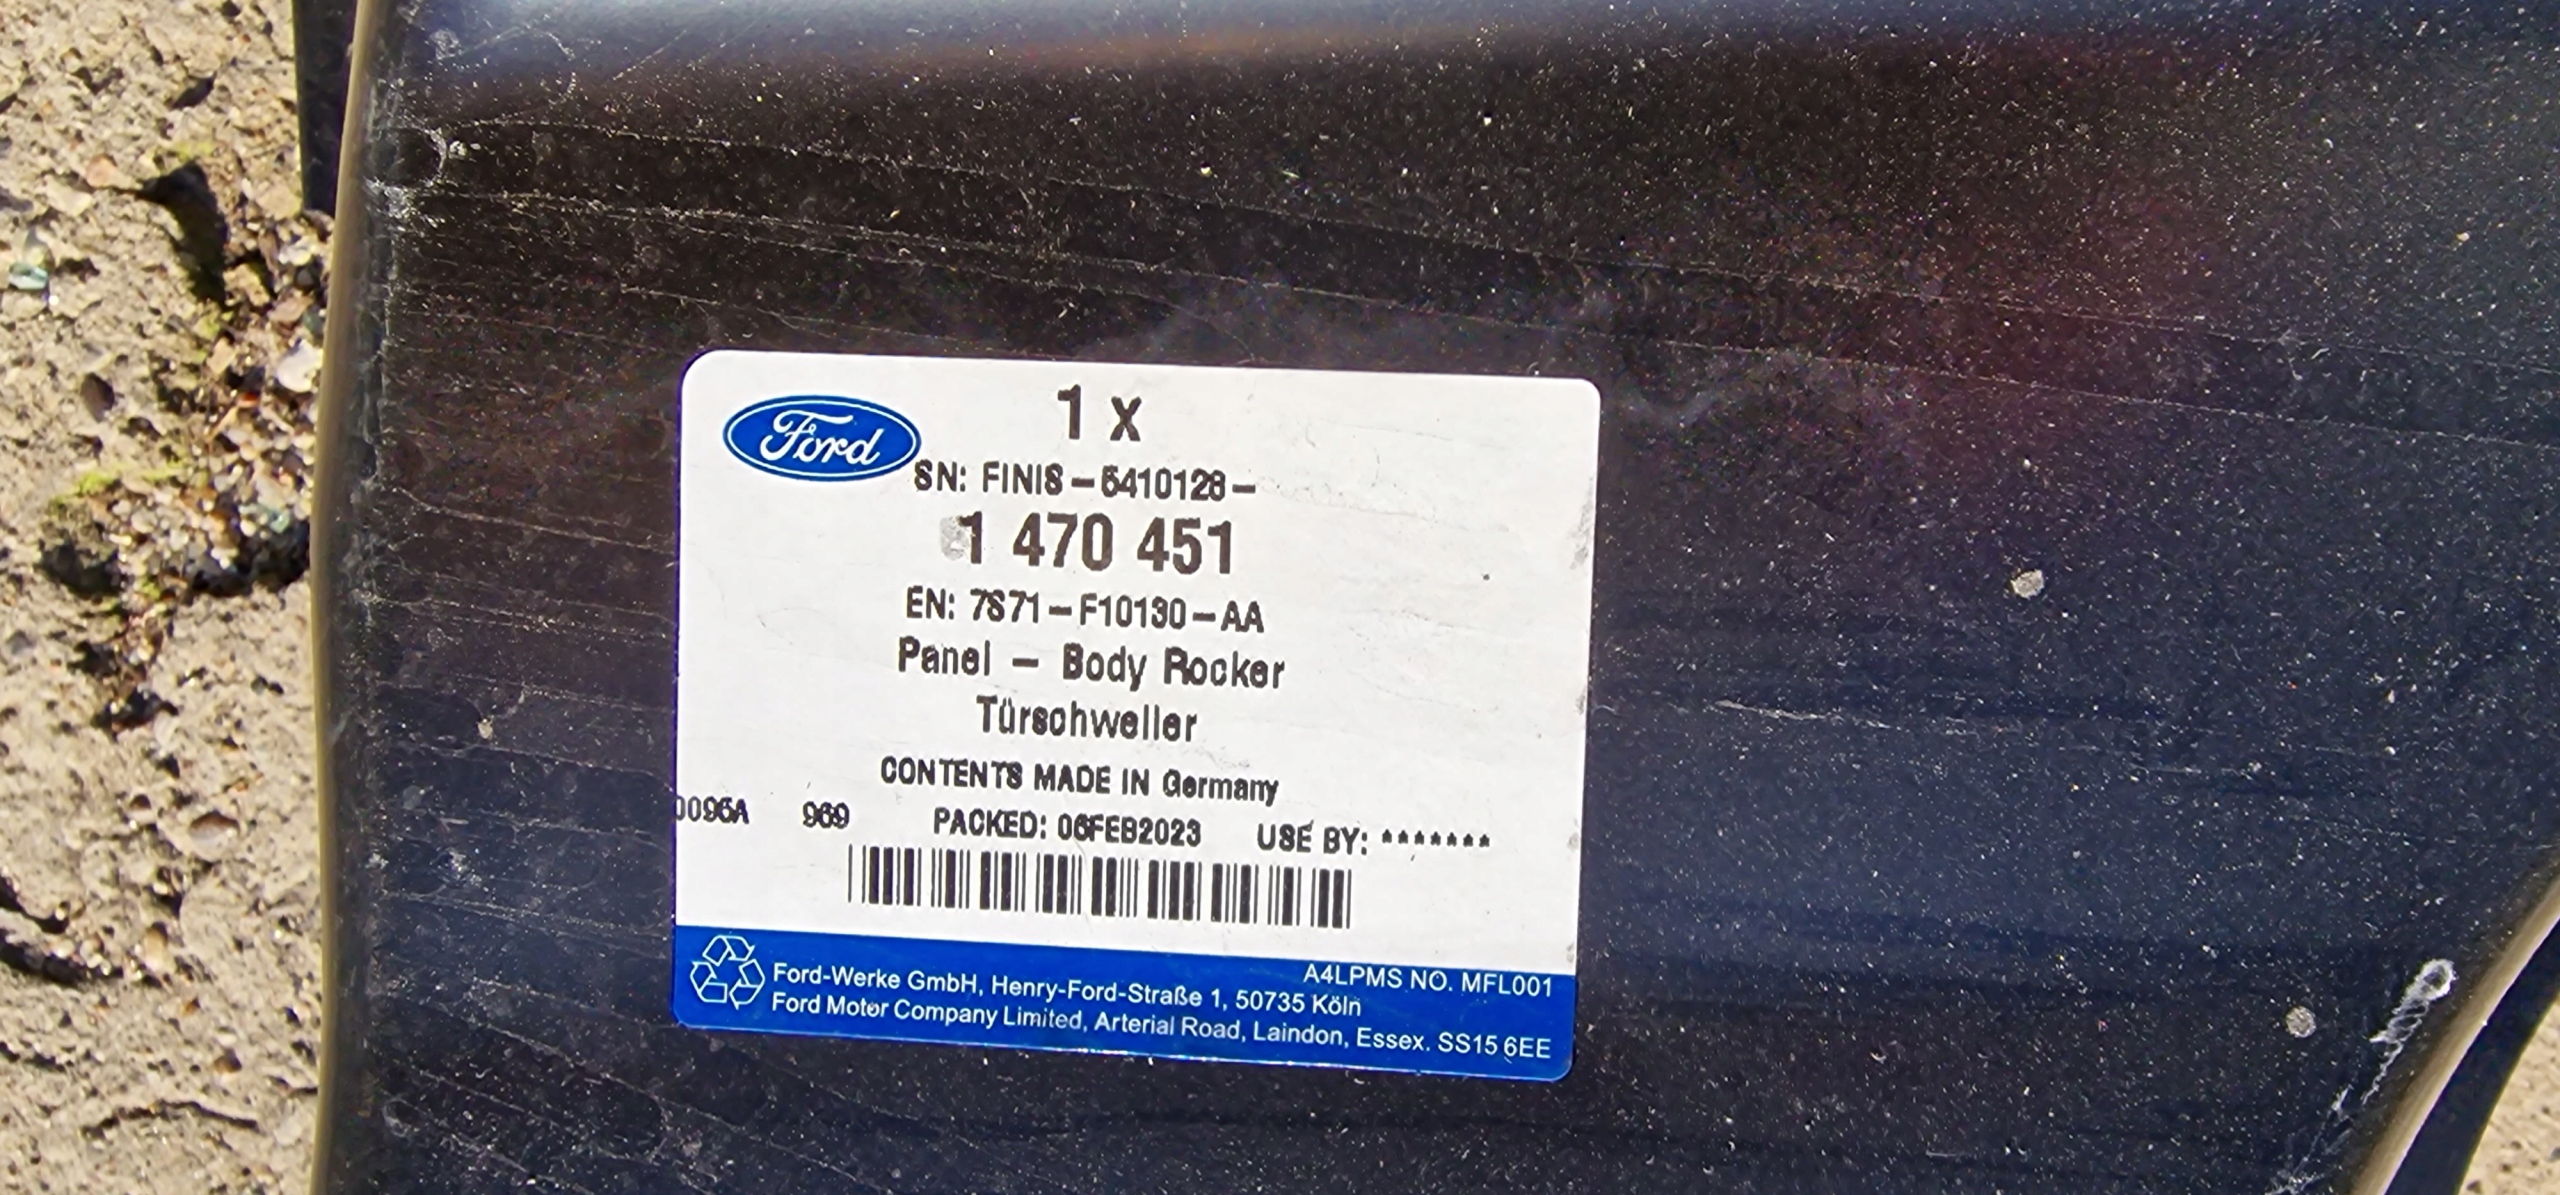 Ford
1 x
SN: FINIS-5410128-
1 470 451
EN: 7S71-F10130-AA
Panel - Body Rocker
Türschweller
CONTENTS MADE IN Germany
0096A 969 PACKED: 06FEB2023 USE BY: *******
A4LPMS NO. MFL001
Ford-Werke GmbH, Henry-Ford-Straße 1, 50735 Köln
Ford Motor Company Limited, Arterial Road, Laindon, Essex. SS15 6EE